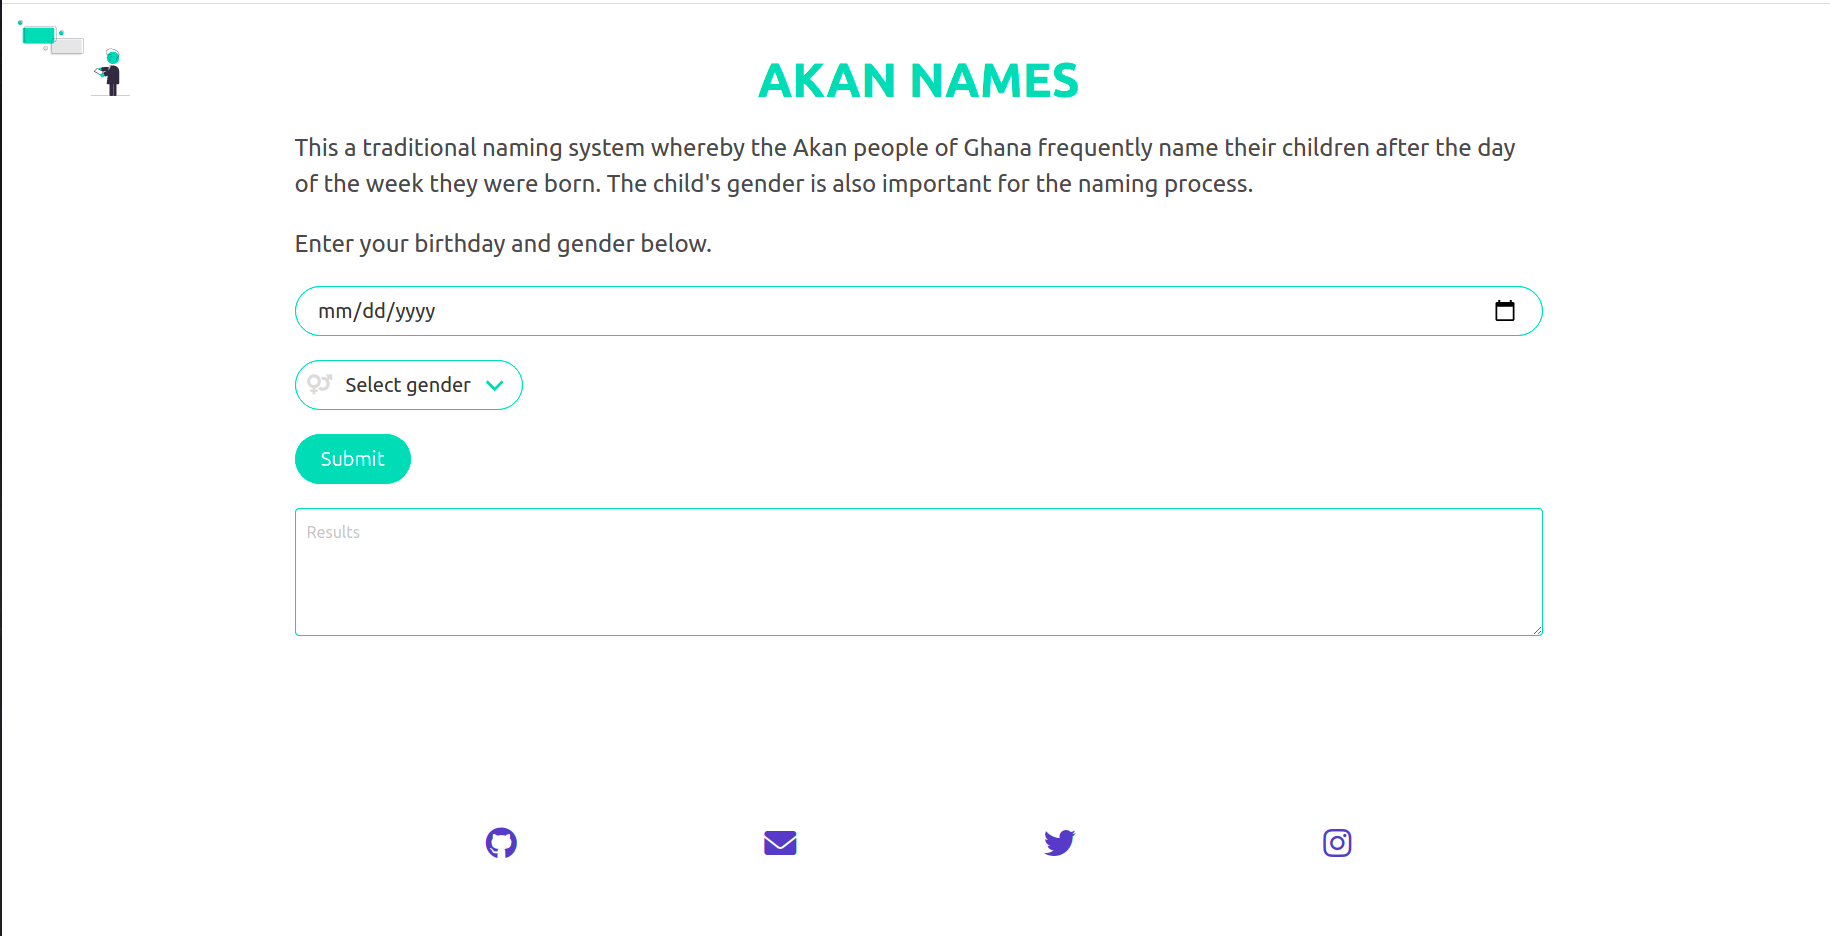 AKAN NAMES
This a traditional naming system whereby the Akan people of Ghana frequently name their children after the day
of the week they were born. The child's gender is also important for the naming process.
Enter your birthday and gender below.
mm/dd/yyyy
Select gender
Submit
Results